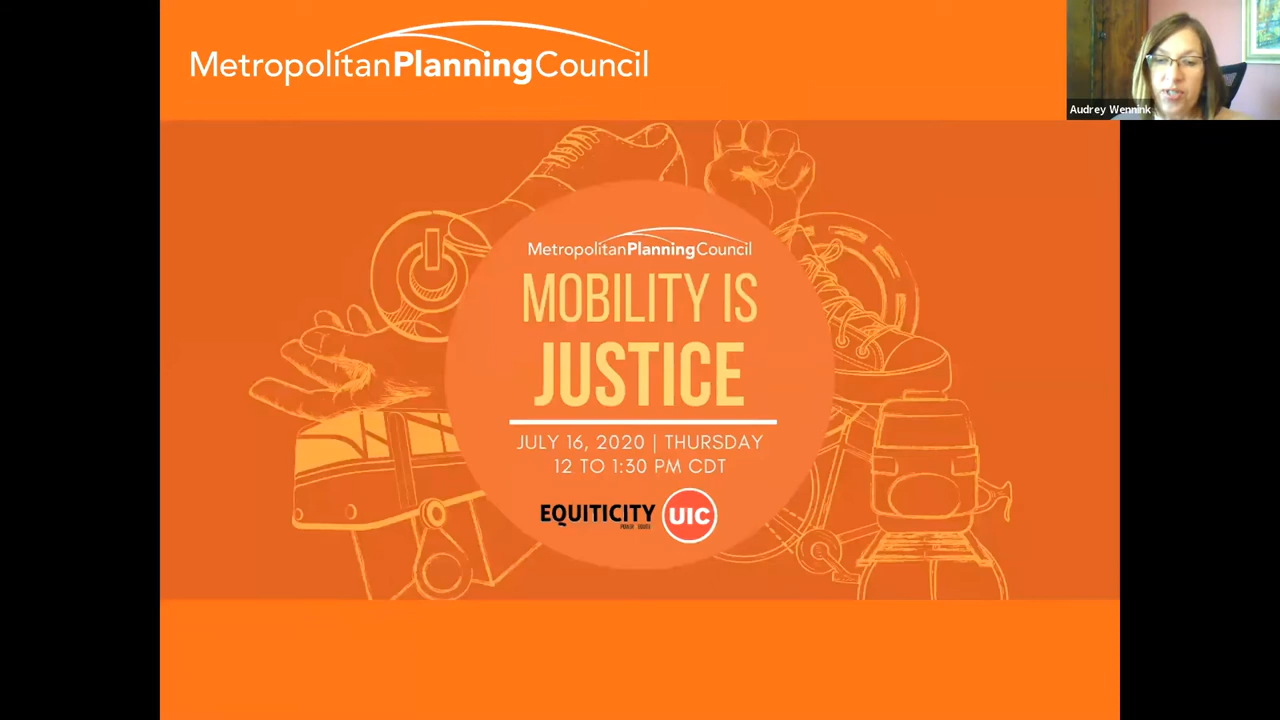 MetropolitanPlanningCouncil
Audrey Wennink
MetropolitanPlanningCouncil
MOBILITY IS
JUSTICE
JULY 16, 2020 | THURSDAY
12 TO 1:30 PM CDT
EQUITICITY
UIC